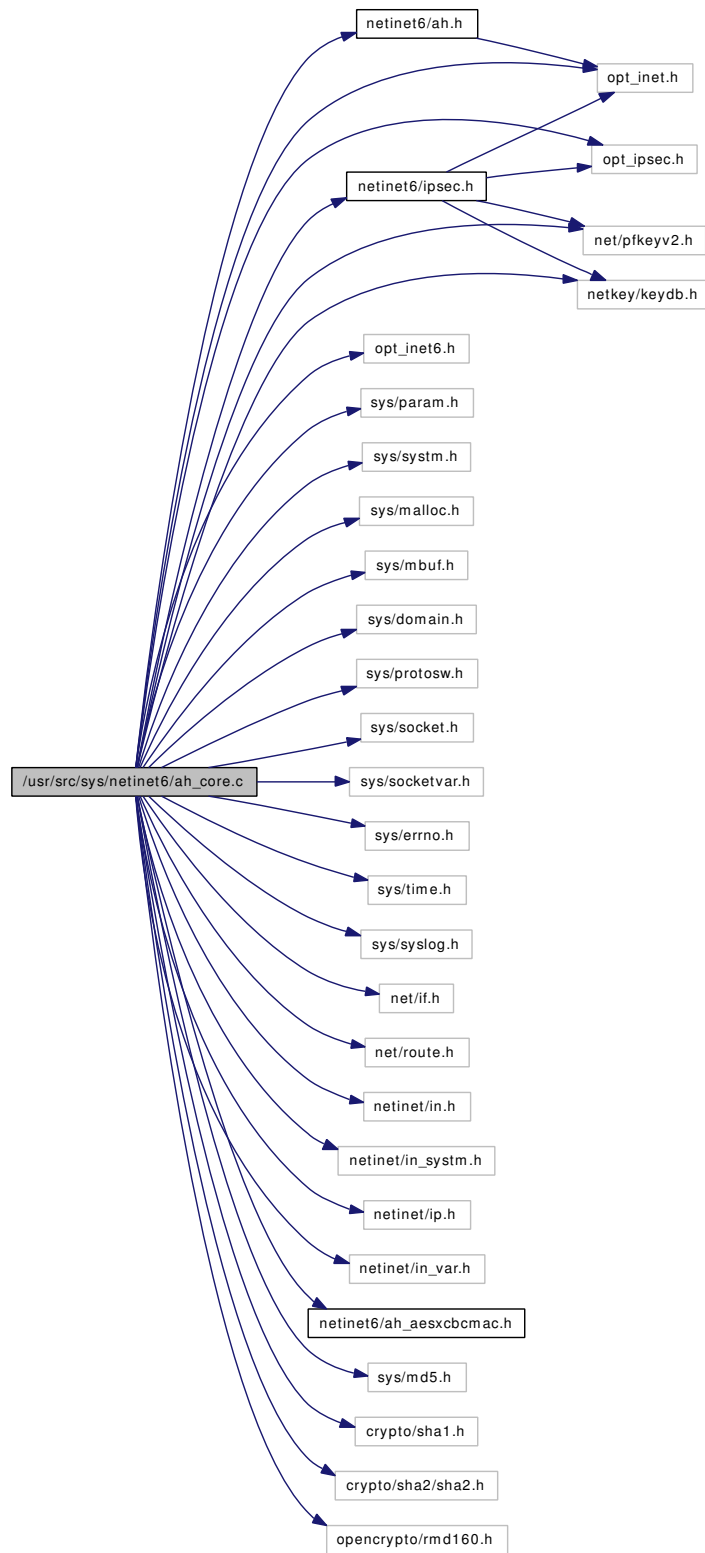 netinet6/ah.h
opt_inet.h
opt_ipsec.h
netinet6/ipsec.h
net/pfkeyv2.h
netkey/keydb.h
opt_inet6.h
sys/param.h
sys/systm.h
sys/malloc.h
sys/mbuf.h
sys/domain.h
sys/protosw.h
sys/socket.h
/usr/src/sys/netinet6/ah_core.c
sys/socketvar.h
sys/errno.h
sys/time.h
sys/syslog.h
net/if.h
net/route.h
netinet/in.h
netinet/in_systm.h
netinet/ip.h
netinet/in_var.h
netinet6/ah_aesxcbcmac.h
sys/md5.h
crypto/sha1.h
crypto/sha2/sha2.h
opencrypto/rmd160.h